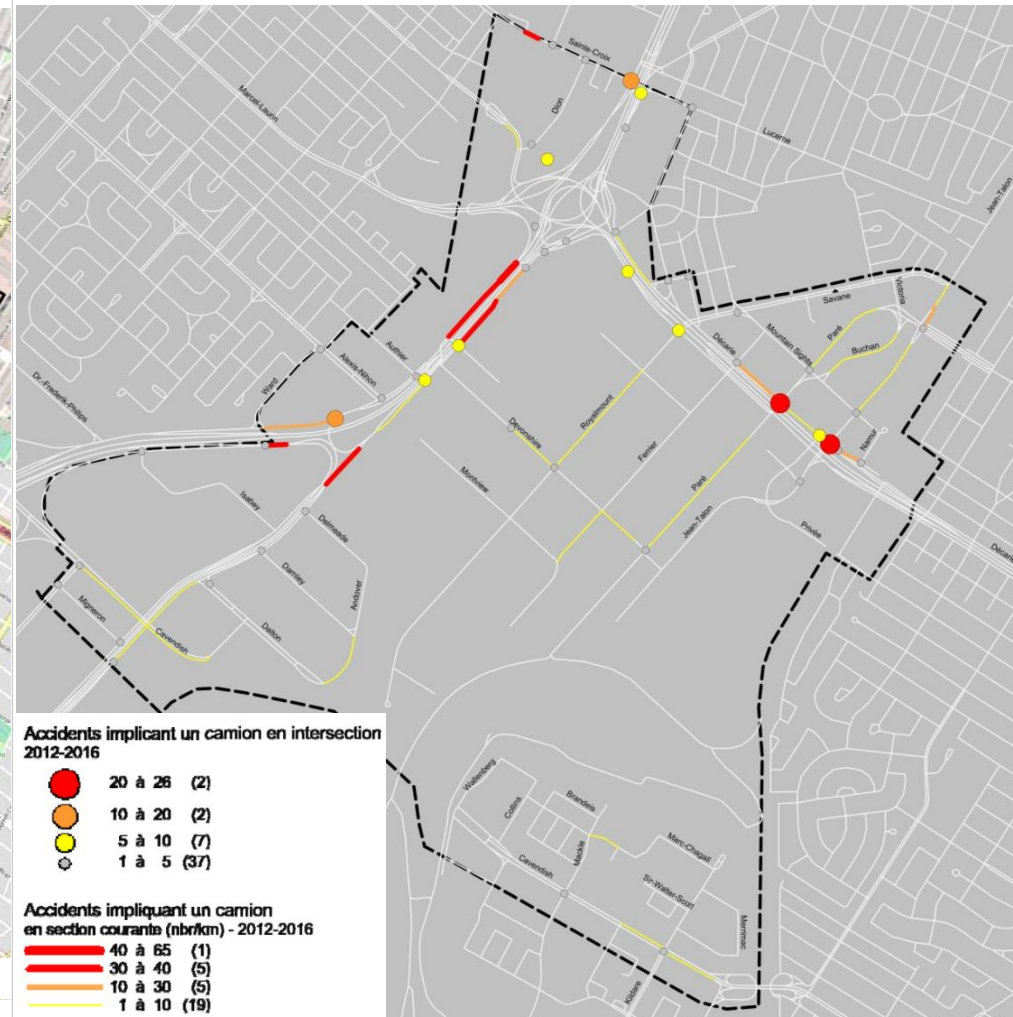 Sainte-Croix
Marcel-Laurin
Dion
Lucerne
Jean-Talon
Savane
Victoria
Mountain Sights
Paré
Buchan
Décarie
Authier
Alexis-Nihon
Ward
Dr.-Frederik-Philips
Devonshire
Royalmount
Ferrier
Namur
Montview
Paré
Jean-Talon
Isabey
Privée
Décarie
Delmeade
Darnley
Andover
Migneron
Cavendish
Dalton
Accidents implicant un camion en intersection
2012-2016
20 à 26 (2)
10 à 20 (2)
5 à 10 (7)
1 à 5 (37)
Accidents impliquant un camion
en section courante (nbr/km) - 2012-2016
40 à 65 (1)
30 à 40 (5)
10 à 30 (5)
1 à 10 (19)
Wallenberg
Collins
Brandeis
Mackle
Marc-Chagall
Cavendish
Sir-Walter-Scott
Merrimac
Kildare